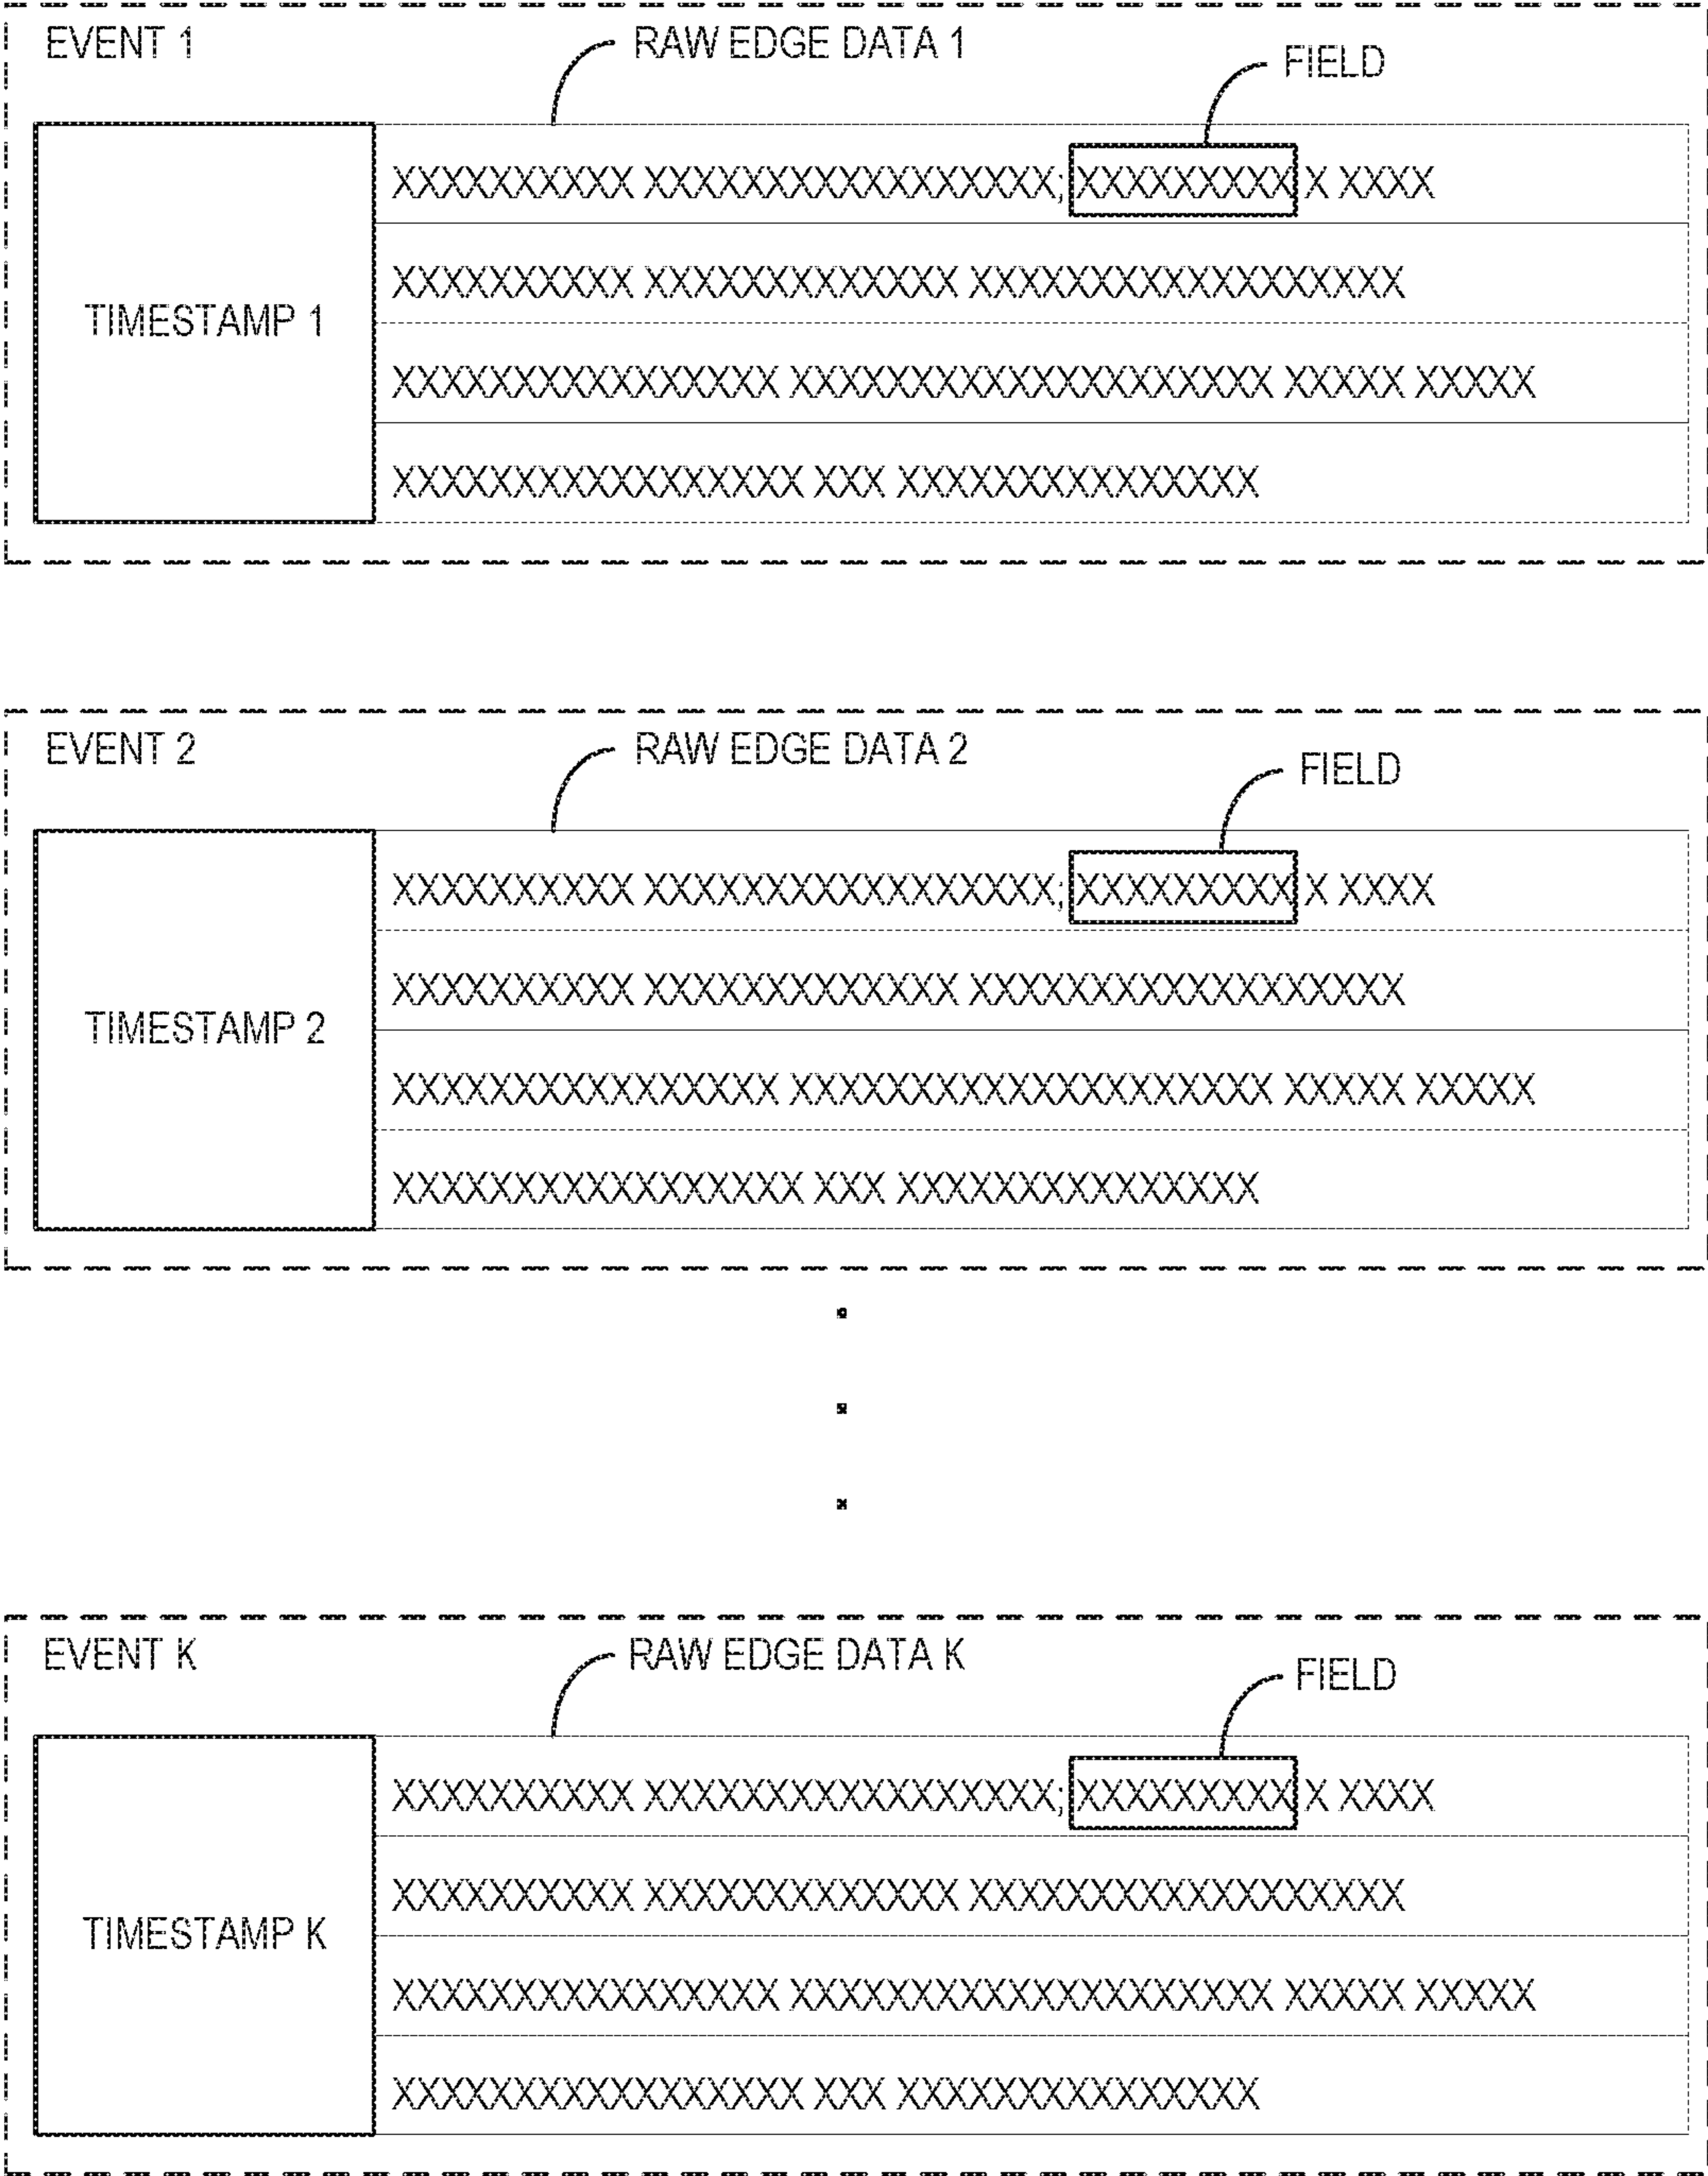 EVENT 1
RAW EDGE DATA 1
FIELD
TIMESTAMP 1
XXXXXXXXXX XXXXXXXXXXXXXXXXX; XXXXXXXXX X XXXX
XXXXXXXXXX XXXXXXXXXXXXX XXXXXXXXXXXXXXXXXX
XXXXXXXXXXXXXXXX XXXXXXXXXXXXXXXXXXXX XXXXX XXXXX
XXXXXXXXXXXXXXXXX XXX XXXXXXXXXXXXXXX
EVENT 2
RAW EDGE DATA 2
FIELD
TIMESTAMP 2
XXXXXXXXXX XXXXXXXXXXXXXXXXX; XXXXXXXXX X XXXX
XXXXXXXXXX XXXXXXXXXXXXX XXXXXXXXXXXXXXXXXX
XXXXXXXXXXXXXXXX XXXXXXXXXXXXXXXXXXXX XXXXX XXXXX
XXXXXXXXXXXXXXXXX XXX XXXXXXXXXXXXXXX
EVENT K
RAW EDGE DATA K
FIELD
TIMESTAMP K
XXXXXXXXXX XXXXXXXXXXXXXXXXX; XXXXXXXXX X XXXX
XXXXXXXXXX XXXXXXXXXXXXX XXXXXXXXXXXXXXXXXX
XXXXXXXXXXXXXXXX XXXXXXXXXXXXXXXXXXXX XXXXX XXXXX
XXXXXXXXXXXXXXXXX XXX XXXXXXXXXXXXXXX